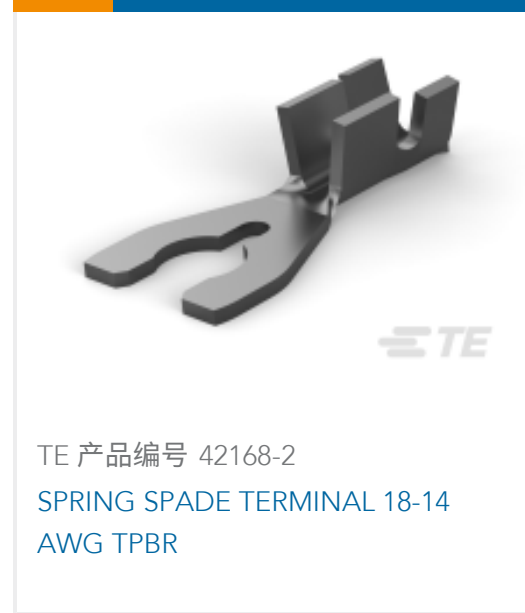 TE
TE 产品编号 42168-2
SPRING SPADE TERMINAL 18-14
AWG TPBR